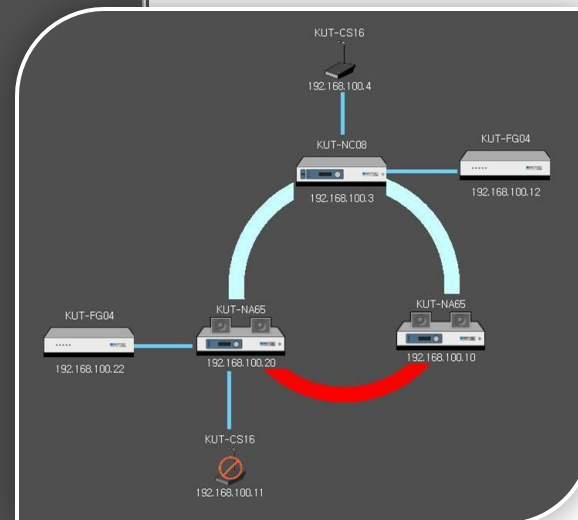 KUT-CS16
192.168.100.4
KUT-NC08
192.168.100.3
KUT-FG04
192.168.100.12
KUT-NA65
192.168.100.20
KUT-NA65
192.168.100.10
KUT-FG04
192.168.100.22
KUT-CS16
192.168.100.11